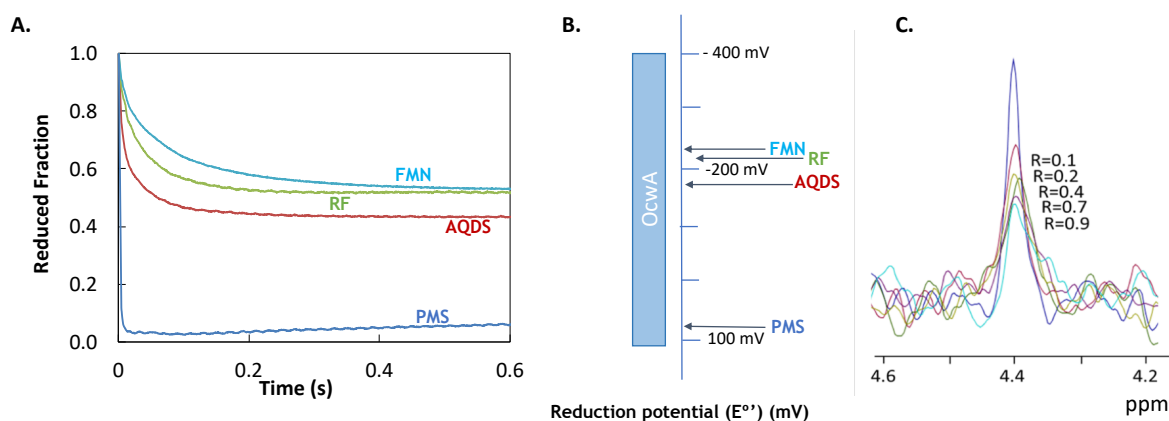 A.
1.0
0.8
0.6
0.4
0.2
0.0
Reduced Fraction
FMN
RF
AQDS
PMS
0
0.2
0.4
0.6
Time (s)
B.
OcwA
- 400 mV
FMN
RF
-200 mV
AQDS
PMS
100 mV
Reduction potential (Eº’) (mV)
C.
R=0.1
R=0.2
R=0.4
R=0.7
R=0.9
4.6
4.4
4.2
ppm